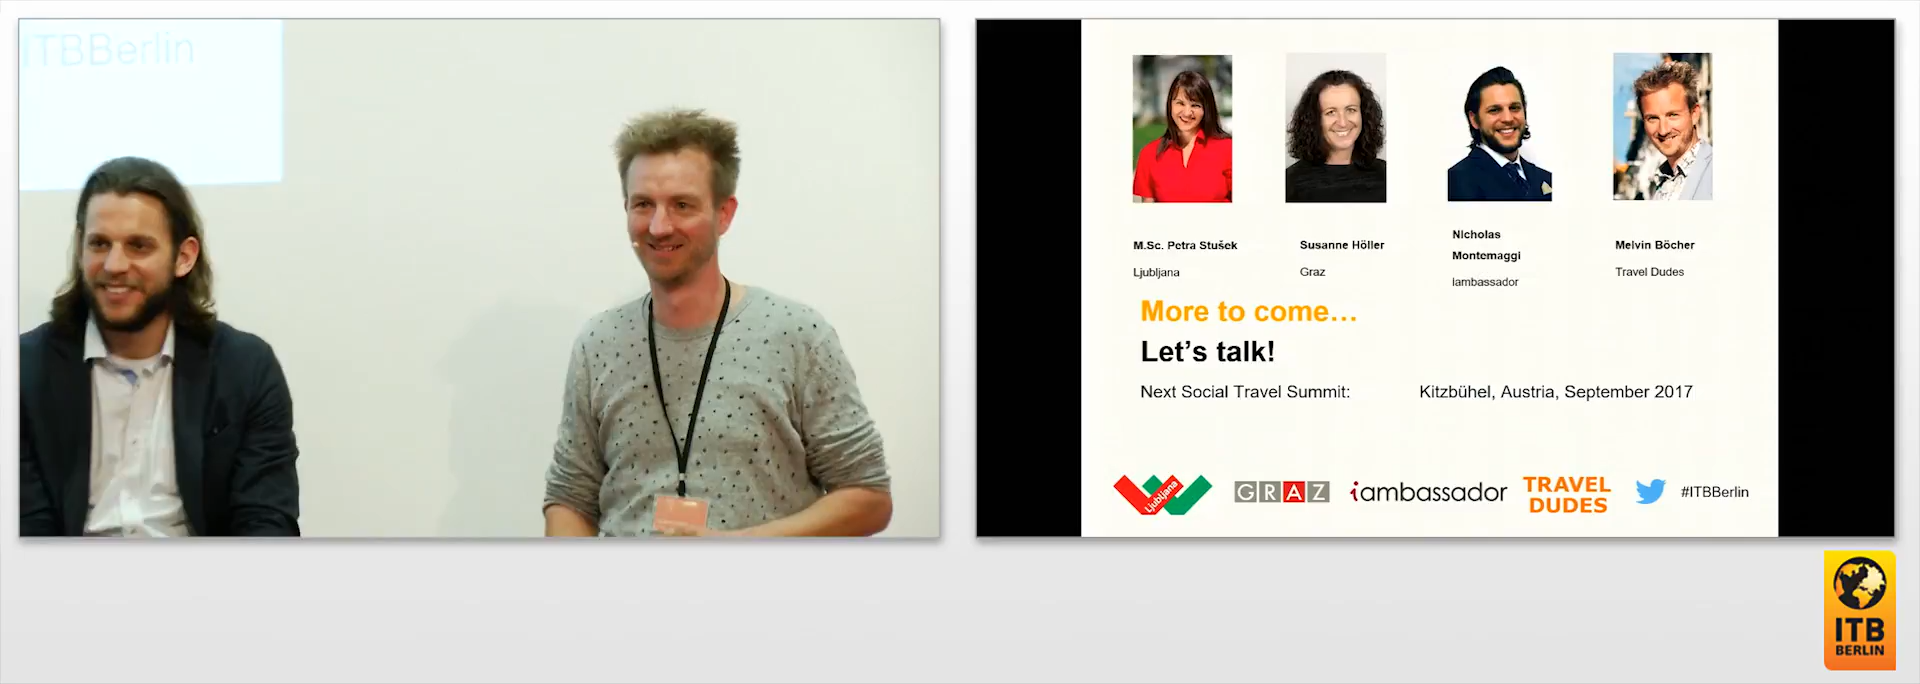 ITBBerlin
M.Sc. Petra Stušek
Ljubljana
Susanne Höller
Graz
Nicholas
Montemaggi
iambassador
Melvin Böcher
Travel Dudes
More to come…
Let's talk!
Next Social Travel Summit: Kitzbühel, Austria, September 2017
Ljubljana
GRAZ
iambassador
TRAVEL
DUDES
#ITBBerlin
ITB
BERLIN